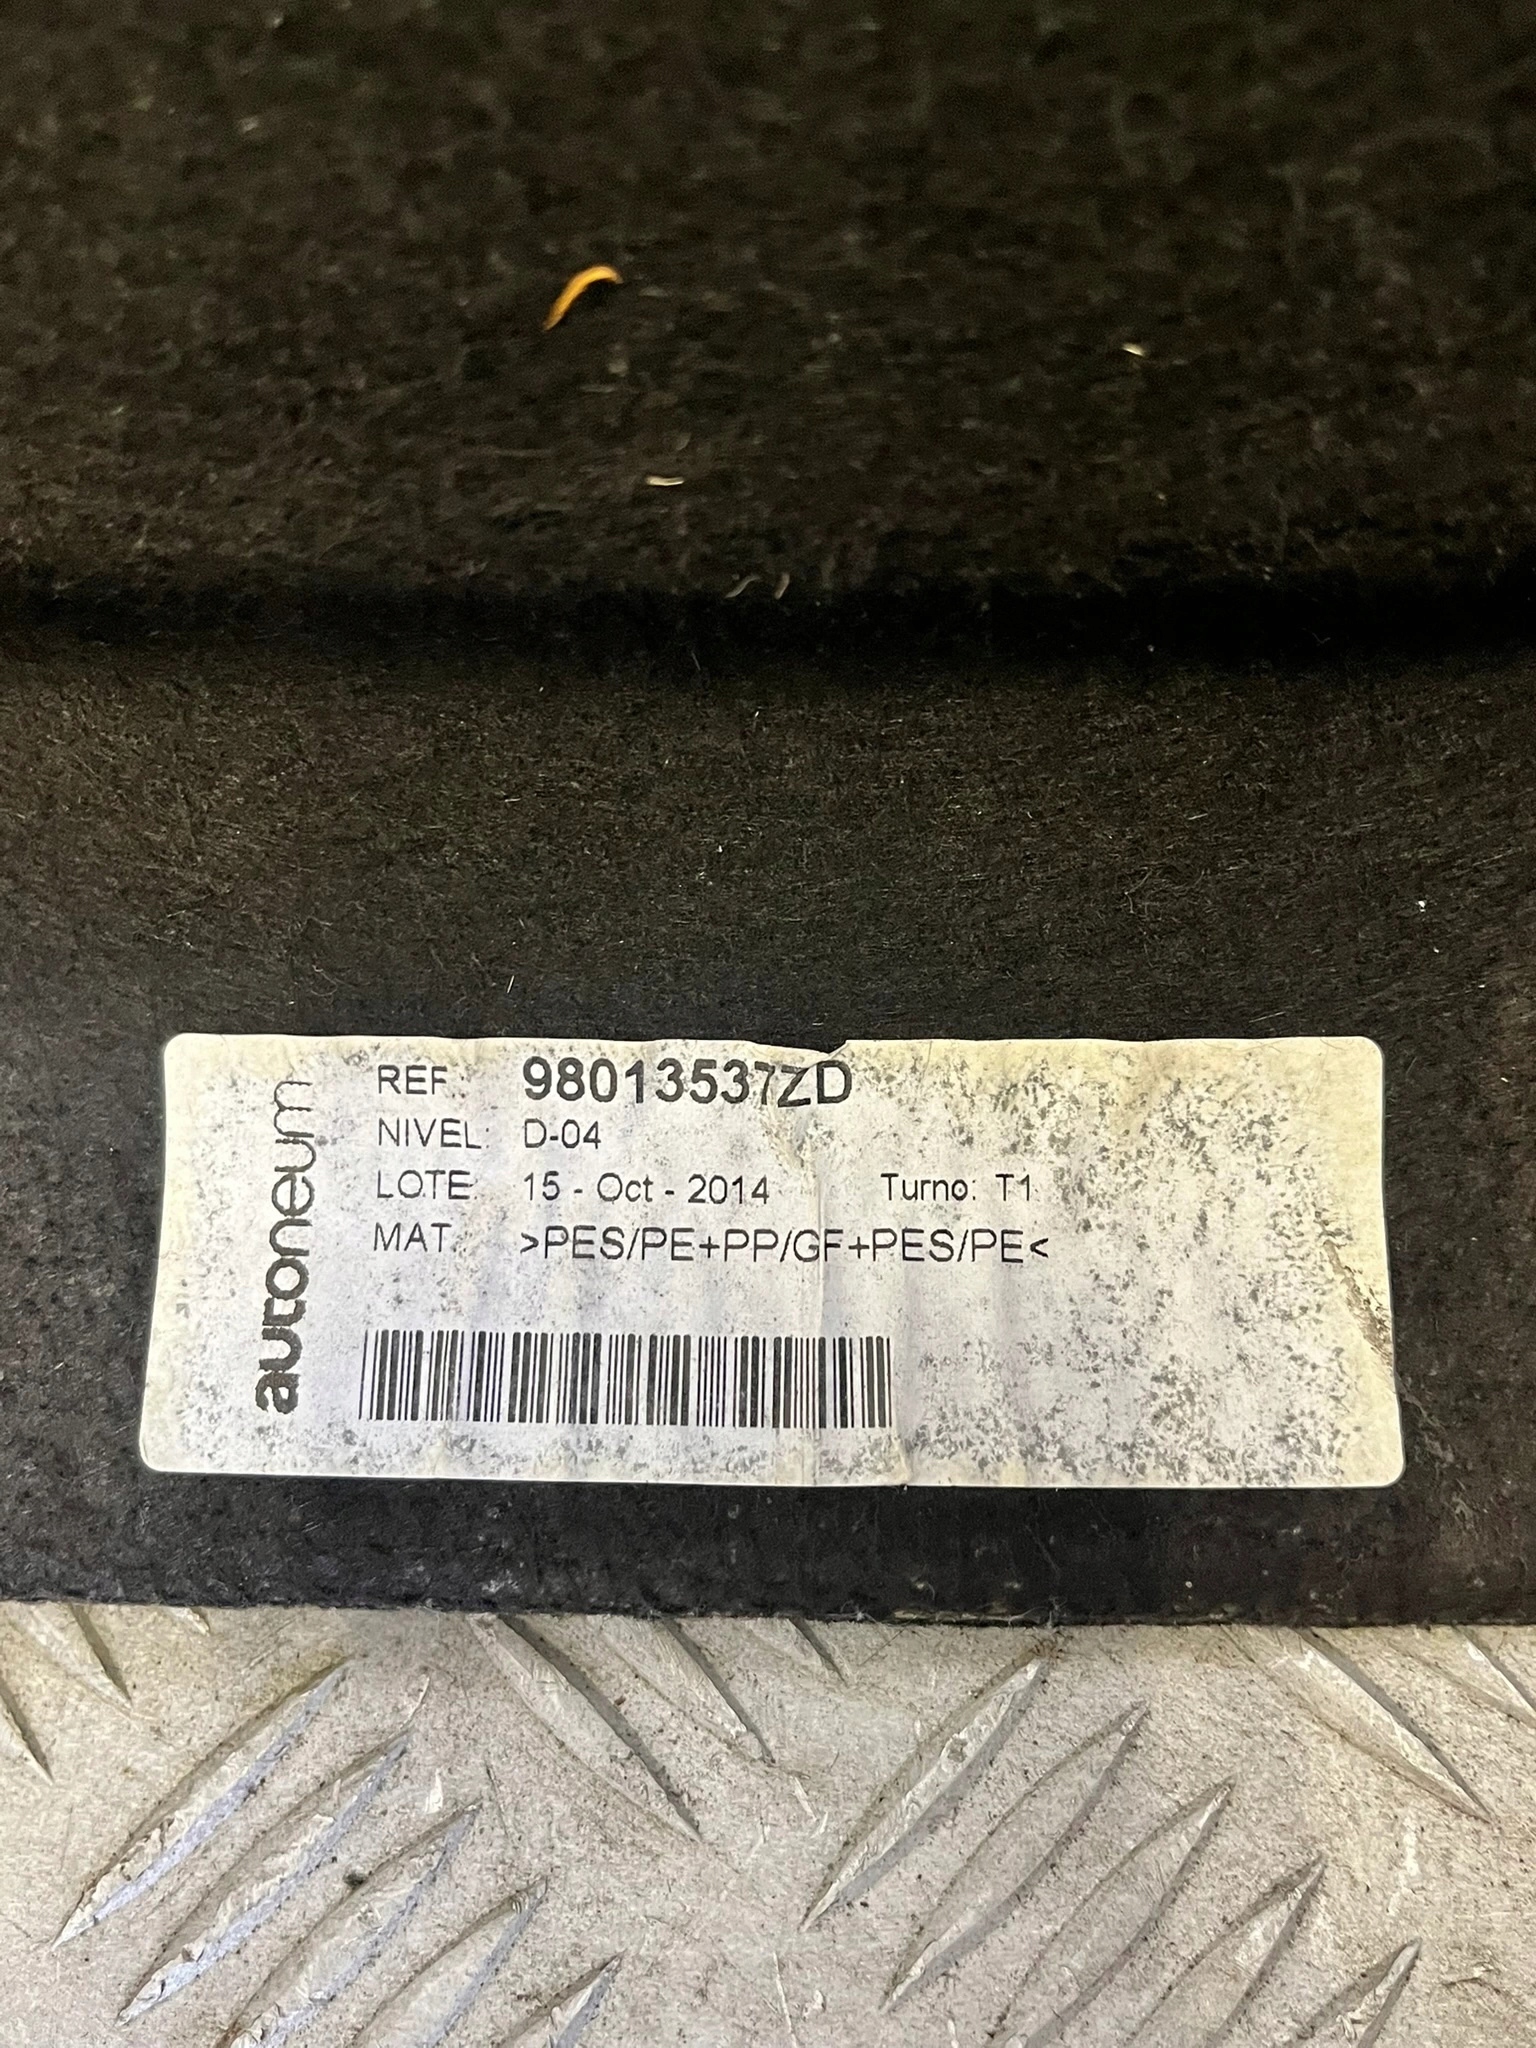 autoneum
REF.: 98013537ZD
NIVEL: D-04
LOTE: 15 - Oct - 2014 Turno: T1
MAT.: >PES/PE+PP/GF+PES/PE<